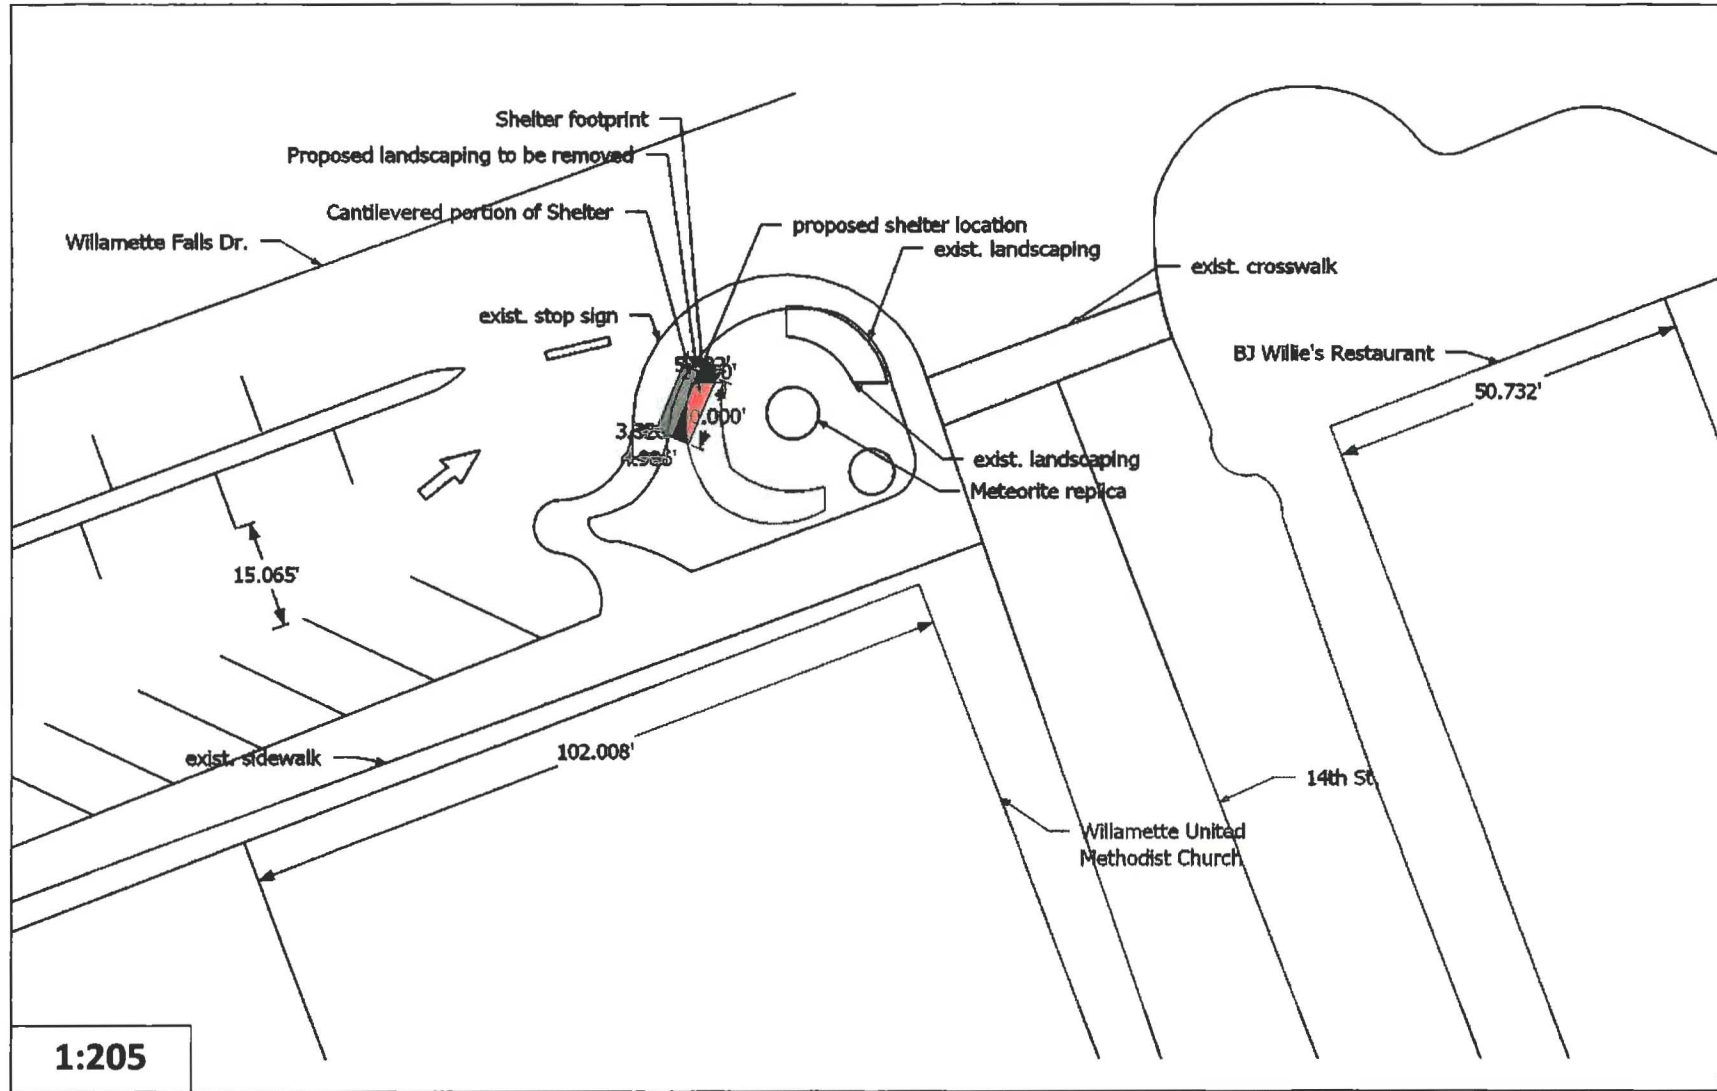 Shelter footprint
Proposed landscaping to be removed
Cantilevered portion of Shelter
proposed shelter location
Willamette Falls Dr.
exist. landscaping
exist. crosswalk
exist. stop sign
BJ Willie's Restaurant
50.732'
exist. landscaping
Meteorite replica
15.065'
exist. sidewalk
102.008'
14th St.
Willamette United
Methodist Church
1:205